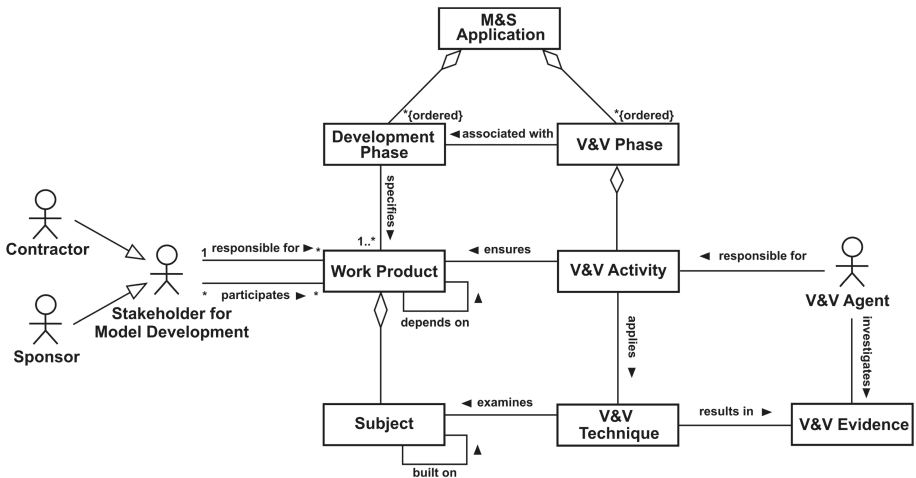 M&S
Application
*{ordered}
*{ordered}
Development
Phase
associated with
V&V Phase
specifies
1..*
Contractor
1
responsible for
*
Work Product
ensures
V&V Activity
responsible for
V&V Agent
*
participates
*
Stakeholder for
Model Development
depends on
Sponsor
applies
investigates
Subject
examines
V&V
Technique
results in
V&V Evidence
built on